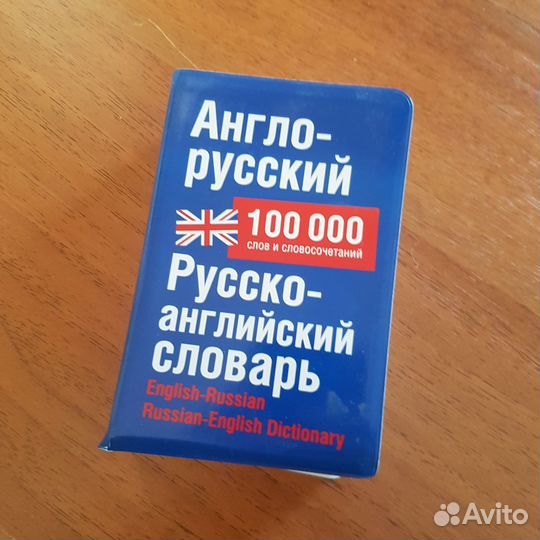 Англо-
русский
100 000
слов и словосочетаний
Русско-
английский
словарь
English-Russian
Russian-English Dictionary
Avito